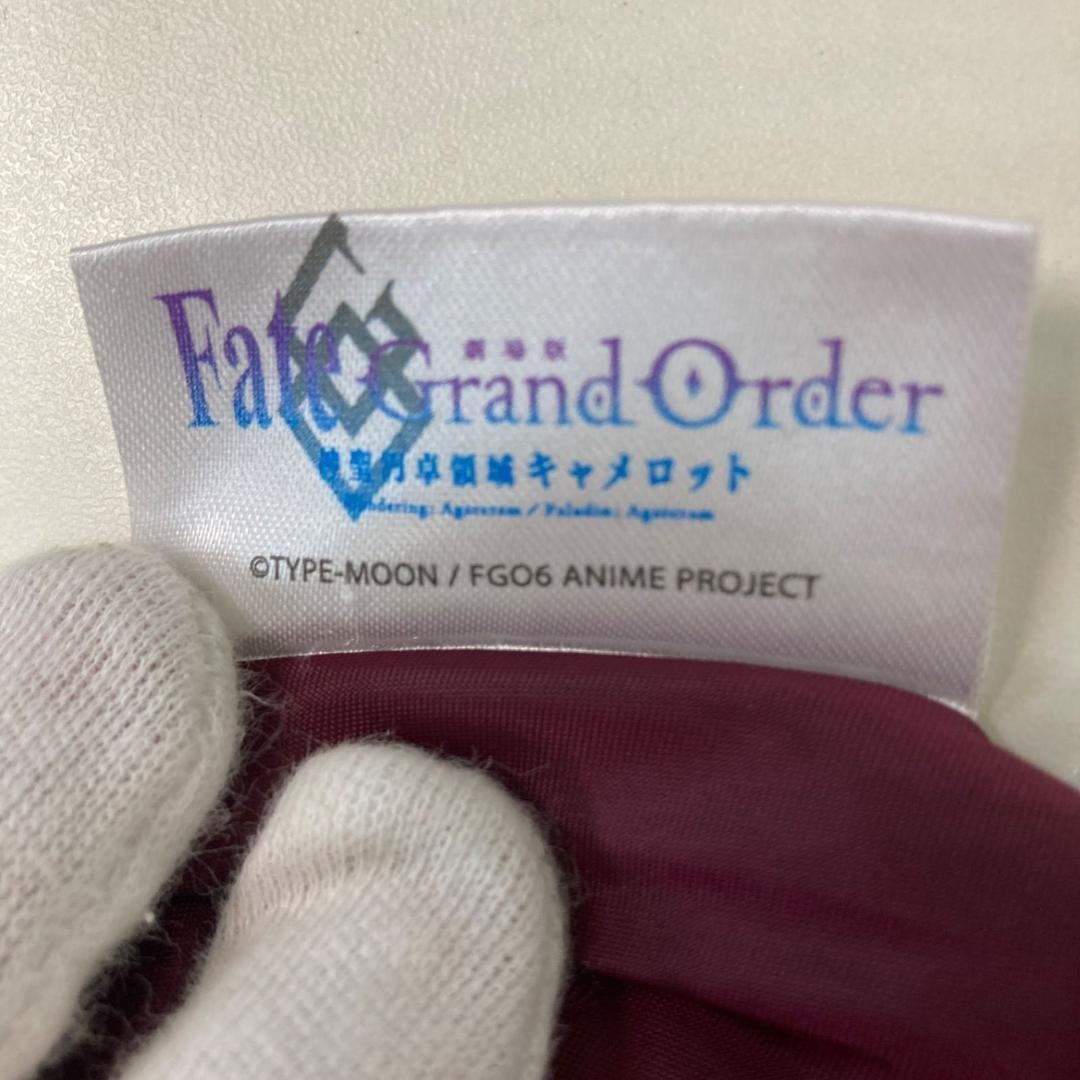 劇場版
Fate Grand Order
神聖円卓領域キャメロット
Wandering; Agateram / Paladin; Agateram
©TYPE-MOON / FGO6 ANIME PROJECT